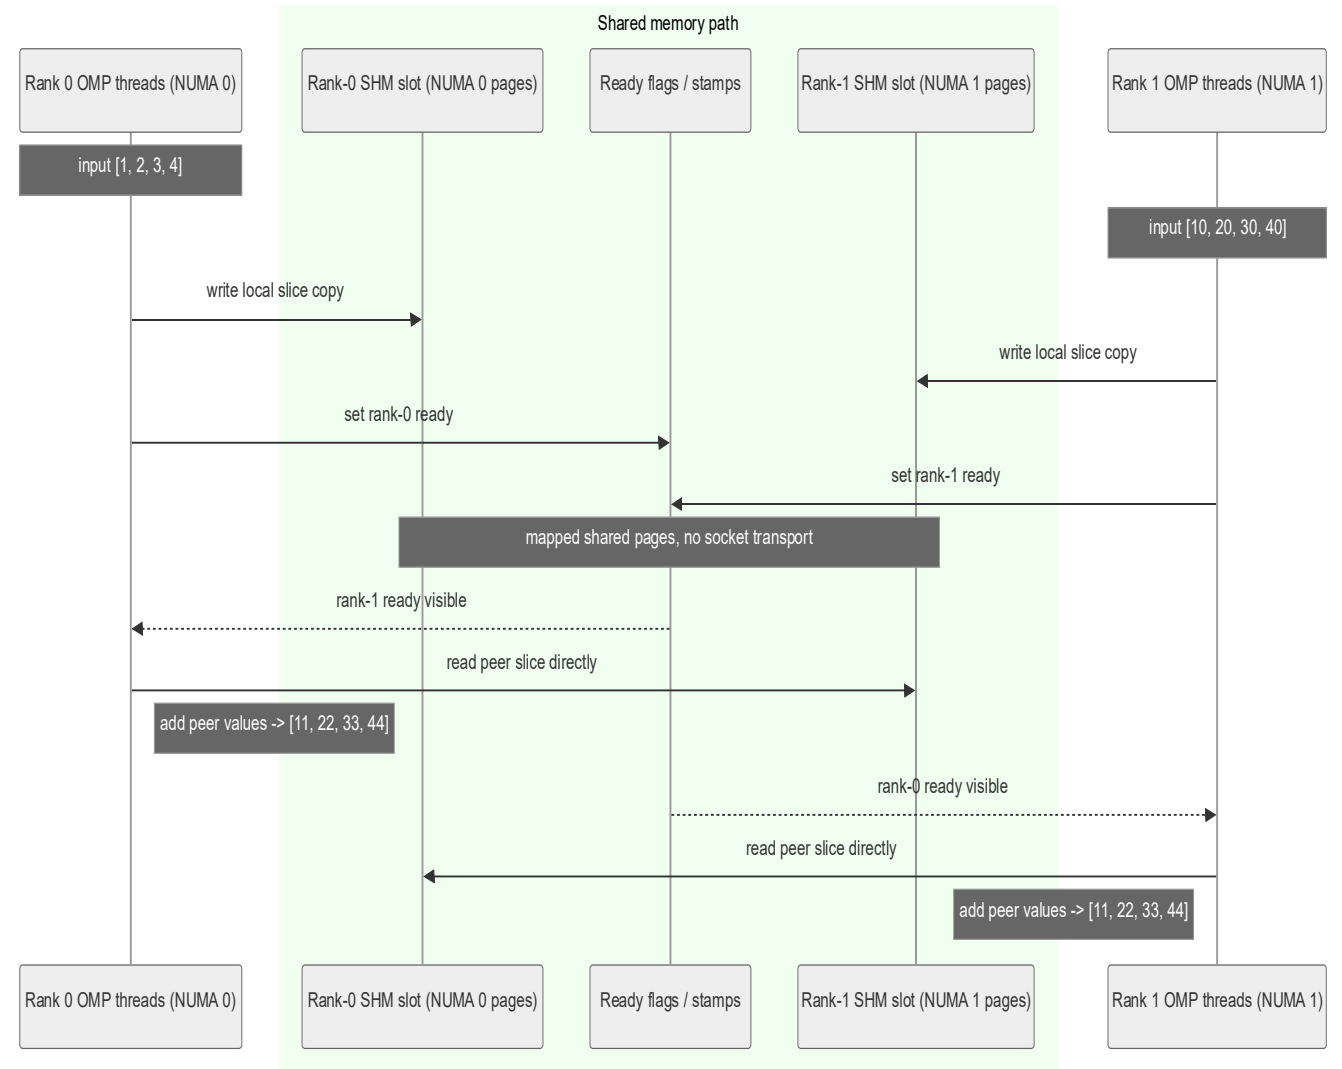 Shared memory path
Rank 0 OMP threads (NUMA 0)
Rank-0 SHM slot (NUMA 0 pages)
Ready flags / stamps
Rank-1 SHM slot (NUMA 1 pages)
Rank 1 OMP threads (NUMA 1)
input [1, 2, 3, 4]
input [10, 20, 30, 40]
write local slice copy
write local slice copy
set rank-0 ready
set rank-1 ready
mapped shared pages, no socket transport
rank-1 ready visible
read peer slice directly
add peer values -> [11, 22, 33, 44]
rank-0 ready visible
read peer slice directly
add peer values -> [11, 22, 33, 44]
Rank 0 OMP threads (NUMA 0)
Rank-0 SHM slot (NUMA 0 pages)
Ready flags / stamps
Rank-1 SHM slot (NUMA 1 pages)
Rank 1 OMP threads (NUMA 1)